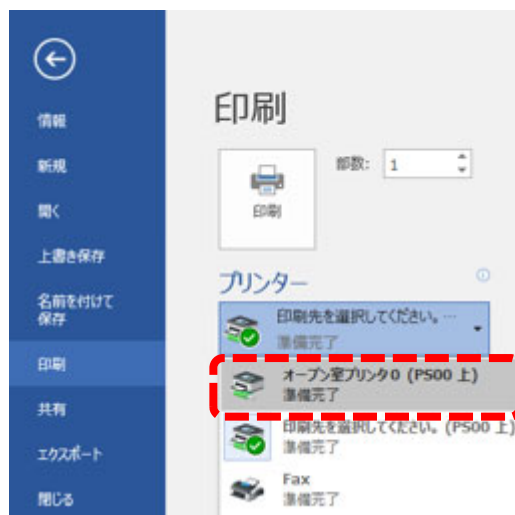 印刷
情報
新規
開く
上書き保存
名前を付けて
保存
印刷
共有
エクスポート
閉じる
部数: 1
印刷
プリンター
印刷先を選択してください。…
準備完了
オープン室プリンタ0 (PS00 上)
準備完了
印刷先を選択してください。(PS00 上)
準備完了
Fax
準備完了